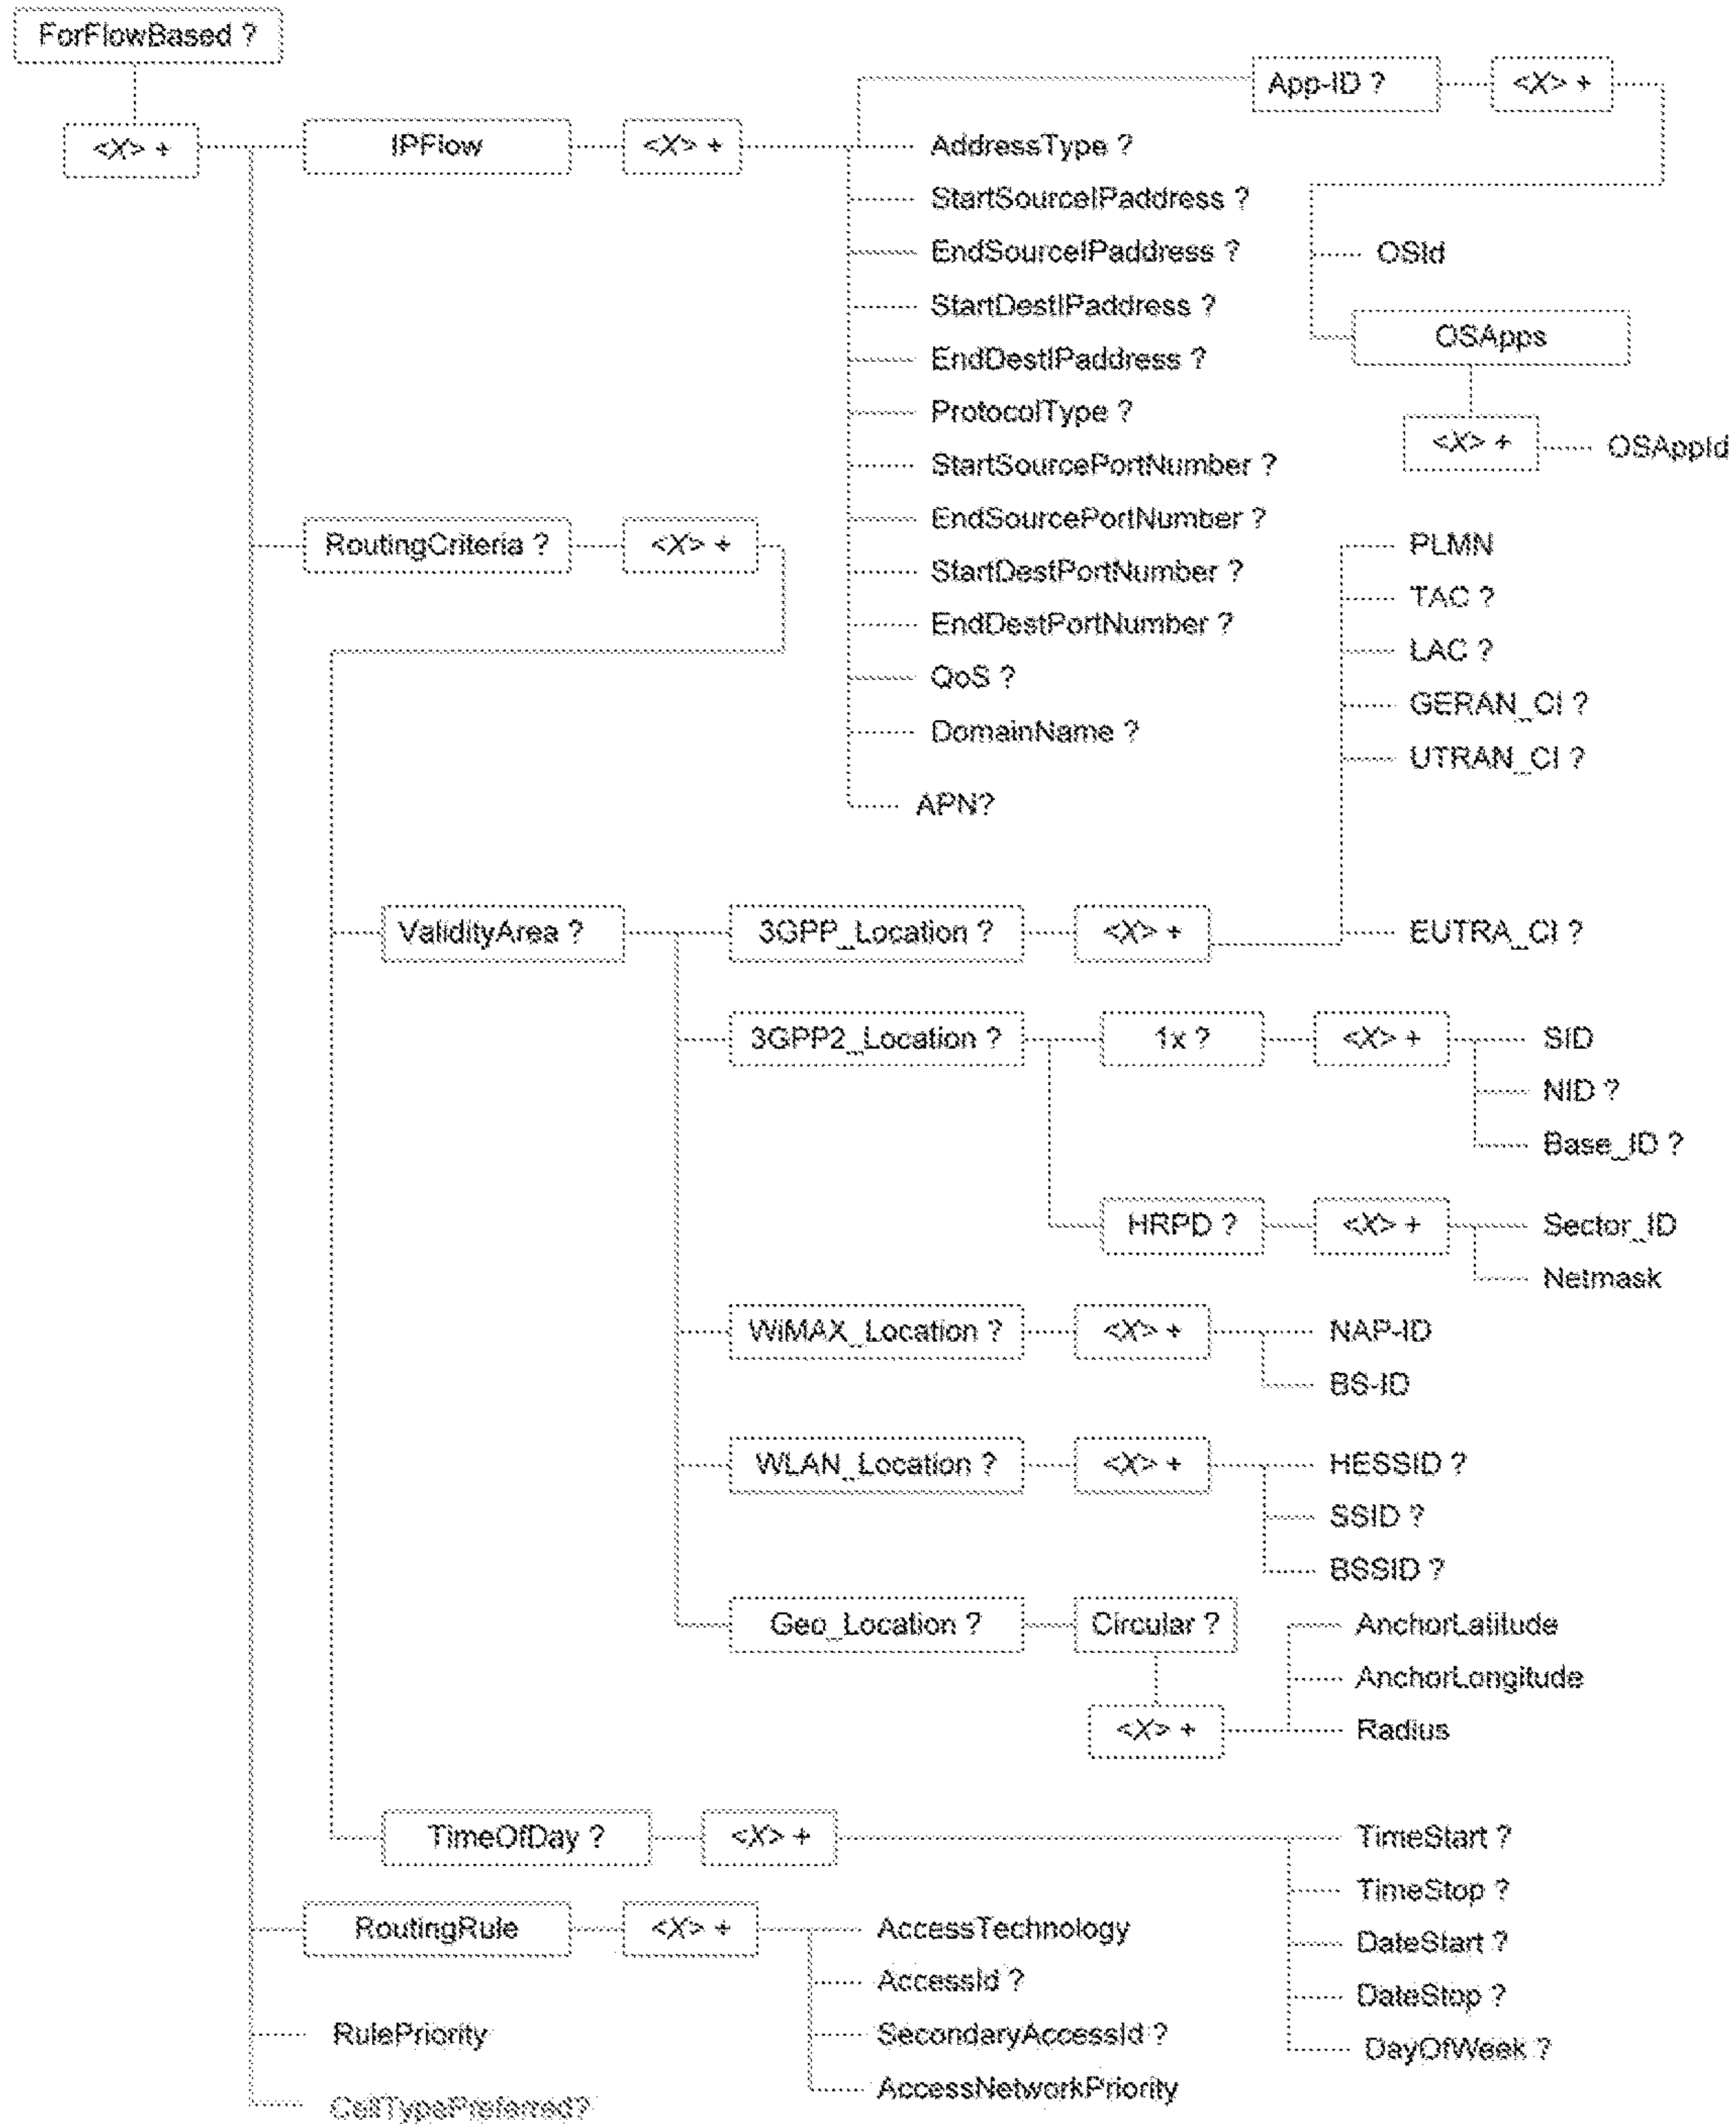 ForFlowBased ?
<X> +
IPFlow
<X> +
App-ID ?
<X> +
AddressType ?
StartSourceIPaddress ?
EndSourceIPaddress ?
StartDestIPaddress ?
EndDestIPaddress ?
ProtocolType ?
StartSourcePortNumber ?
EndSourcePortNumber ?
StartDestPortNumber ?
EndDestPortNumber ?
QoS ?
DomainName ?
APN?
OSId
OSApps
<X> +
OSAppId
RoutingCriteria ?
<X> +
ValidityArea ?
3GPP_Location ?
<X> +
PLMN
TAC ?
LAC ?
GERAN_CI ?
UTRAN_CI ?
EUTRA_CI ?
3GPP2_Location ?
1x ?
<X> +
SID
NID ?
Base_ID ?
HRPD ?
<X> +
Sector_ID
Netmask
WiMAX_Location ?
<X> +
NAP-ID
BS-ID
WLAN_Location ?
<X> +
HESSID ?
SSID ?
BSSID ?
Geo_Location ?
Circular ?
<X> +
AnchorLatitude
AnchorLongitude
Radius
TimeOfDay ?
<X> +
TimeStart ?
TimeStop ?
DateStart ?
DateStop ?
DayOfWeek ?
RoutingRule
<X> +
AccessTechnology
AccessId ?
SecondaryAccessId ?
AccessNetworkPriority
RulePriority
CellTypePreferred?